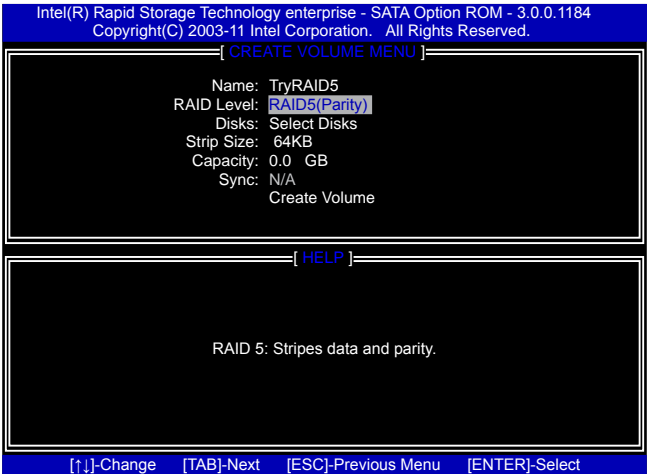 Intel(R) Rapid Storage Technology enterprise - SATA Option ROM - 3.0.0.1184
Copyright(C) 2003-11 Intel Corporation. All Rights Reserved.
[ CREATE VOLUME MENU ]
Name: TryRAID5
RAID Level: RAID5(Parity)
Disks: Select Disks
Strip Size: 64KB
Capacity: 0.0 GB
Sync: N/A
Create Volume
[ HELP ]
RAID 5: Stripes data and parity.
[↑↓]-Change [TAB]-Next [ESC]-Previous Menu [ENTER]-Select